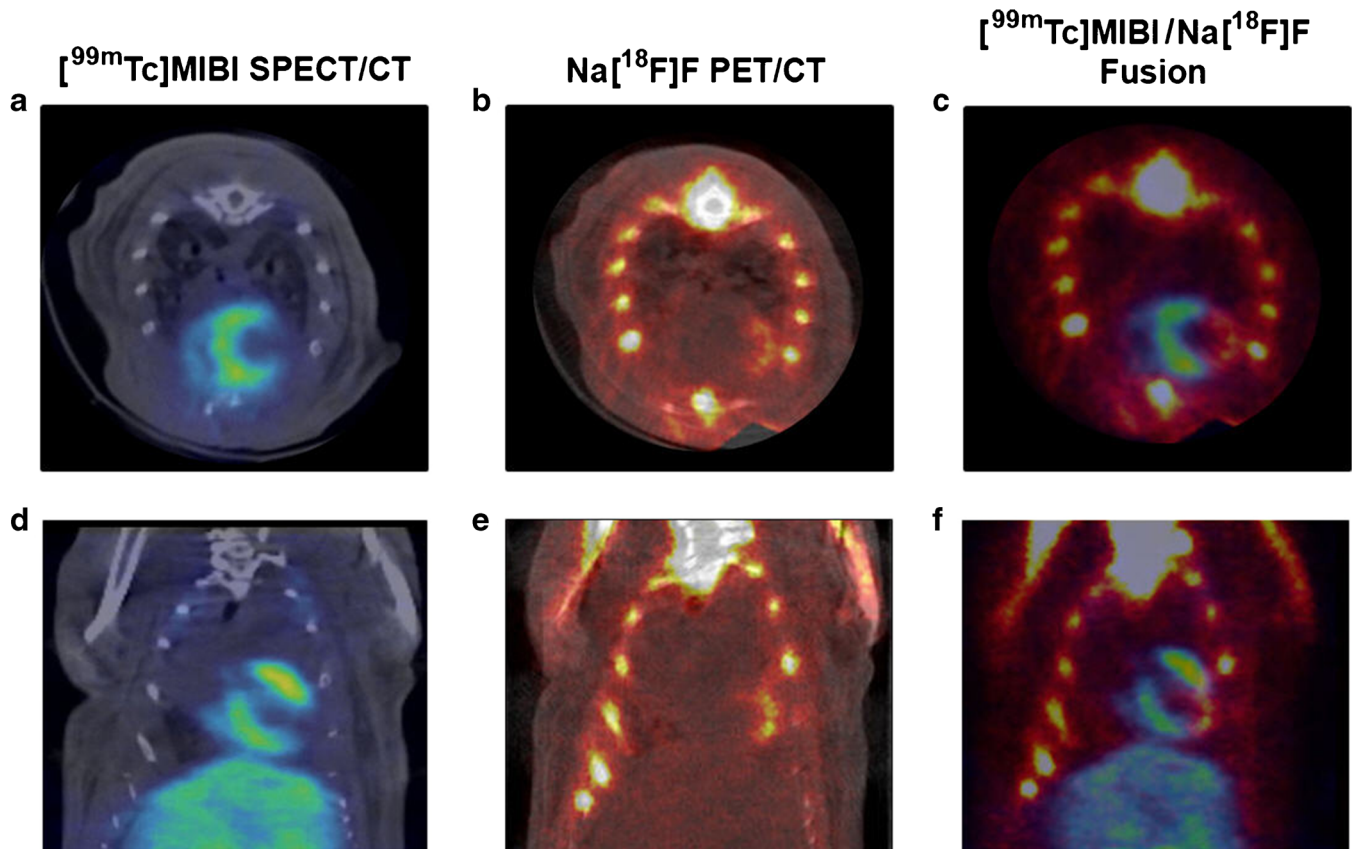 [99mTc]MIBI SPECT/CT
Na[18F]F PET/CT
[99mTc]MIBI/Na[18F]F
Fusion
a
b
c
d
e
f